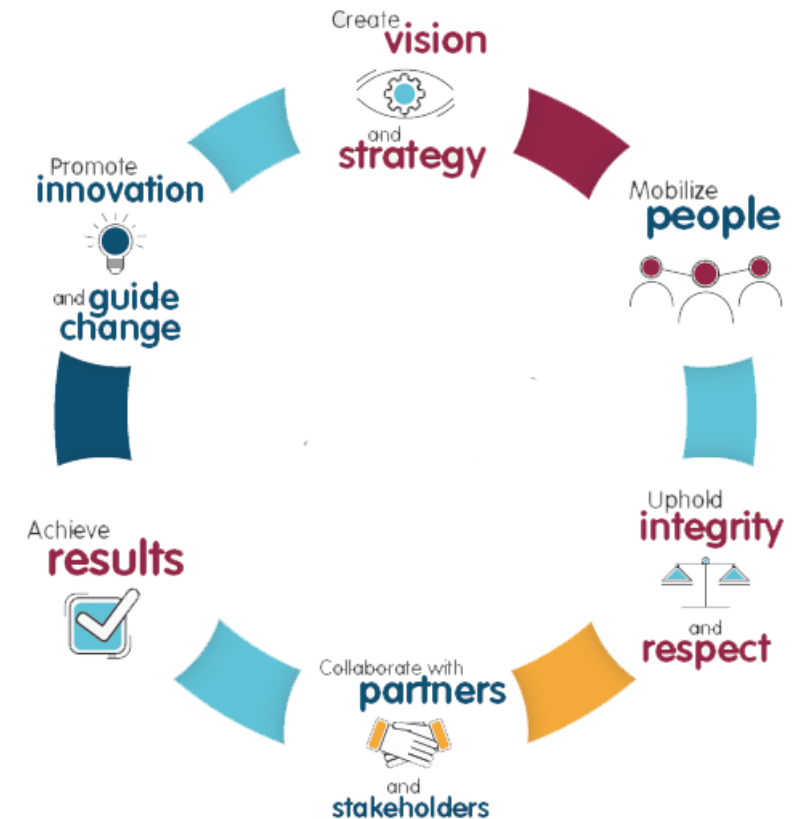 Create
vision
and
strategy
Mobilize
people
Uphold
integrity
and
respect
Collaborate with
partners
and
stakeholders
Achieve
results
Promote
innovation
and guide
change